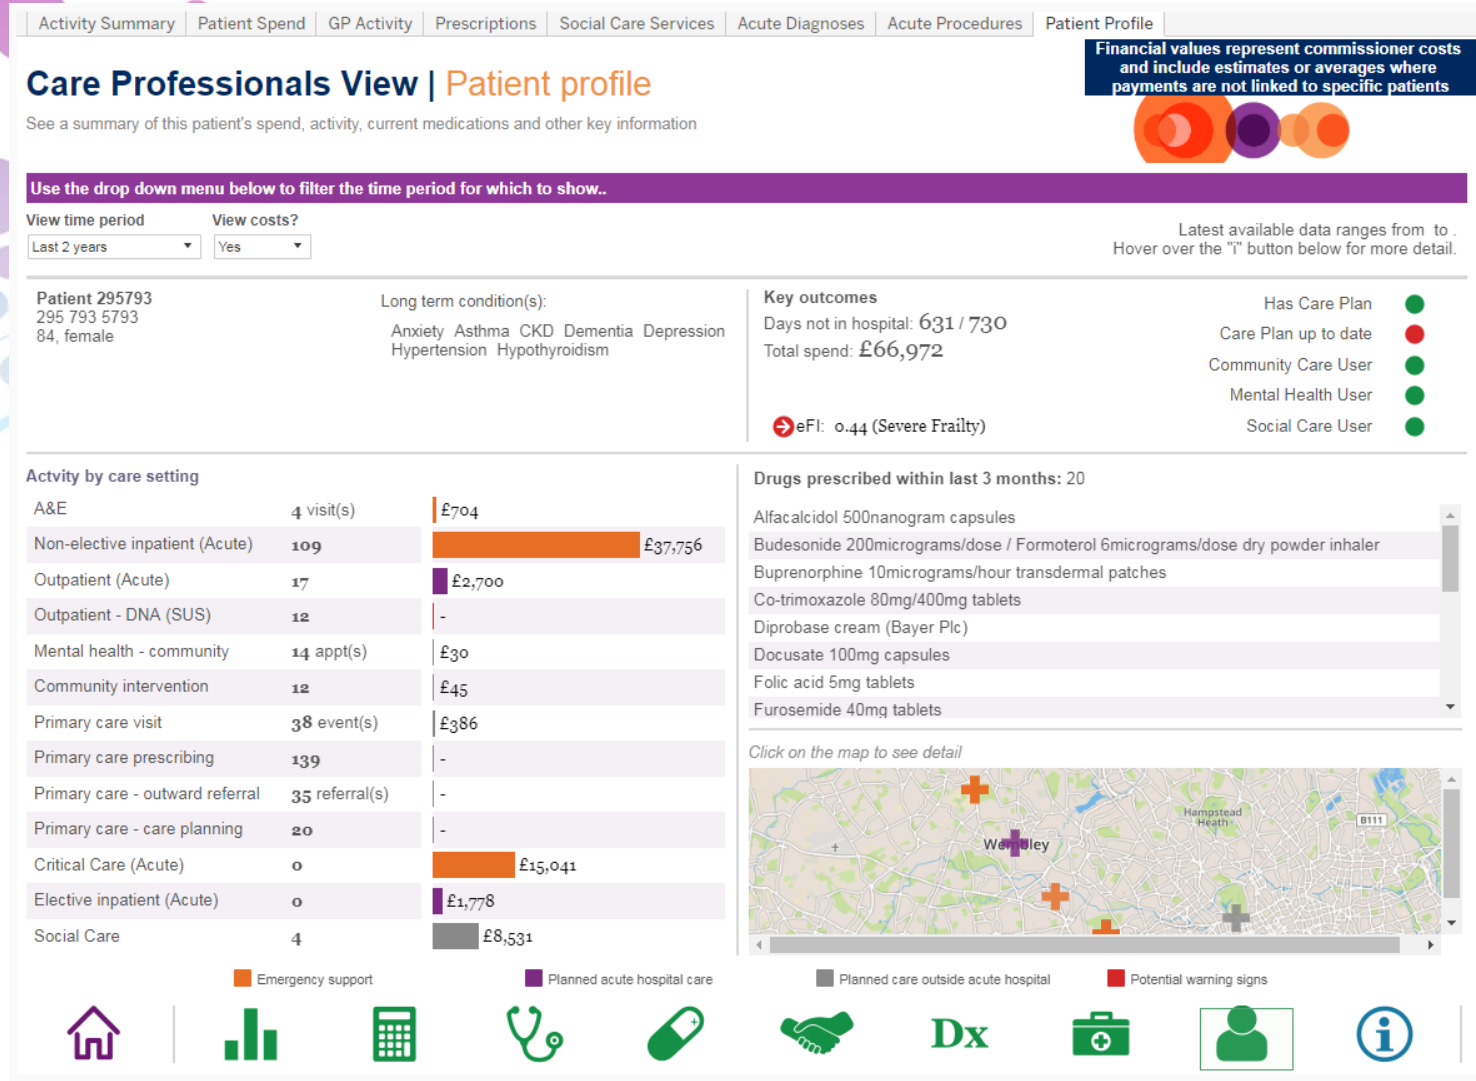 Activity Summary Patient Spend GP Activity Prescriptions Social Care Services Acute Diagnoses Acute Procedures Patient Profile
Financial values represent commissioner costs
and include estimates or averages where
payments are not linked to specific patients
Care Professionals View | Patient profile
See a summary of this patient's spend, activity, current medications and other key information
Use the drop down menu below to filter the time period for which to show..
View time period View costs?
Last 2 years Yes
Latest available data ranges from to .
Hover over the "i" button below for more detail.
Patient 295793
295 793 5793
84, female
Long term condition(s):
Anxiety Asthma CKD Dementia Depression
Hypertension Hypothyroidism
Key outcomes
Days not in hospital: 631 / 730
Total spend: £66,972
eFI: 0.44 (Severe Frailty)
Has Care Plan
Care Plan up to date
Community Care User
Mental Health User
Social Care User
Actvity by care setting
A&E 4 visit(s) £704
Non-elective inpatient (Acute) 109 £37,756
Outpatient (Acute) 17 £2,700
Outpatient - DNA (SUS) 12 -
Mental health - community 14 appt(s) £30
Community intervention 12 £45
Primary care visit 38 event(s) £386
Primary care prescribing 139 -
Primary care - outward referral 35 referral(s) -
Primary care - care planning 20 -
Critical Care (Acute) 0 £15,041
Elective inpatient (Acute) 0 £1,778
Social Care 4 £8,531
Drugs prescribed within last 3 months: 20
Alfacalcidol 500nanogram capsules
Budesonide 200micrograms/dose / Formoterol 6micrograms/dose dry powder inhaler
Buprenorphine 10micrograms/hour transdermal patches
Co-trimoxazole 80mg/400mg tablets
Diprobase cream (Bayer Plc)
Docusate 100mg capsules
Folic acid 5mg tablets
Furosemide 40mg tablets
Click on the map to see detail
Hampstead
Heath
B111
Wembley
Emergency support Planned acute hospital care Planned care outside acute hospital Potential warning signs
Dx
i